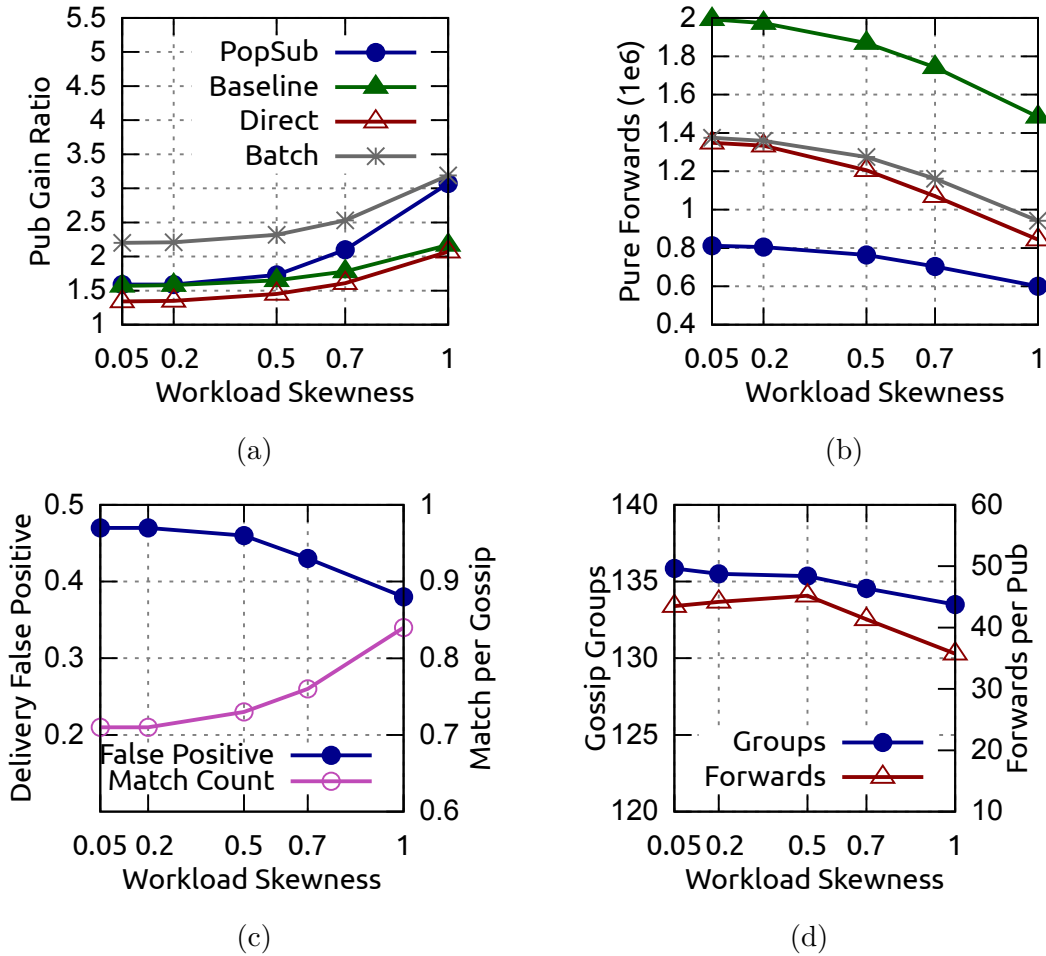 Pub Gain Ratio
5.5
5
4.5
4
3.5
3
2.5
2
1.5
1
PopSub
Baseline
Direct
Batch
0.05 0.2 0.5 0.7 1
Workload Skewness
(a)
Pure Forwards (1e6)
2
1.8
1.6
1.4
1.2
1
0.8
0.6
0.4
0.05 0.2 0.5 0.7 1
Workload Skewness
(b)
Delivery False Positive
0.5
0.4
0.3
0.2
False Positive
Match Count
1
0.9
0.8
0.7
0.6
Match per Gossip
0.05 0.2 0.5 0.7 1
Workload Skewness
(c)
Gossip Groups
140
135
130
125
120
Groups
Forwards
60
50
40
30
20
10
Forwards per Pub
0.05 0.2 0.5 0.7 1
Workload Skewness
(d)